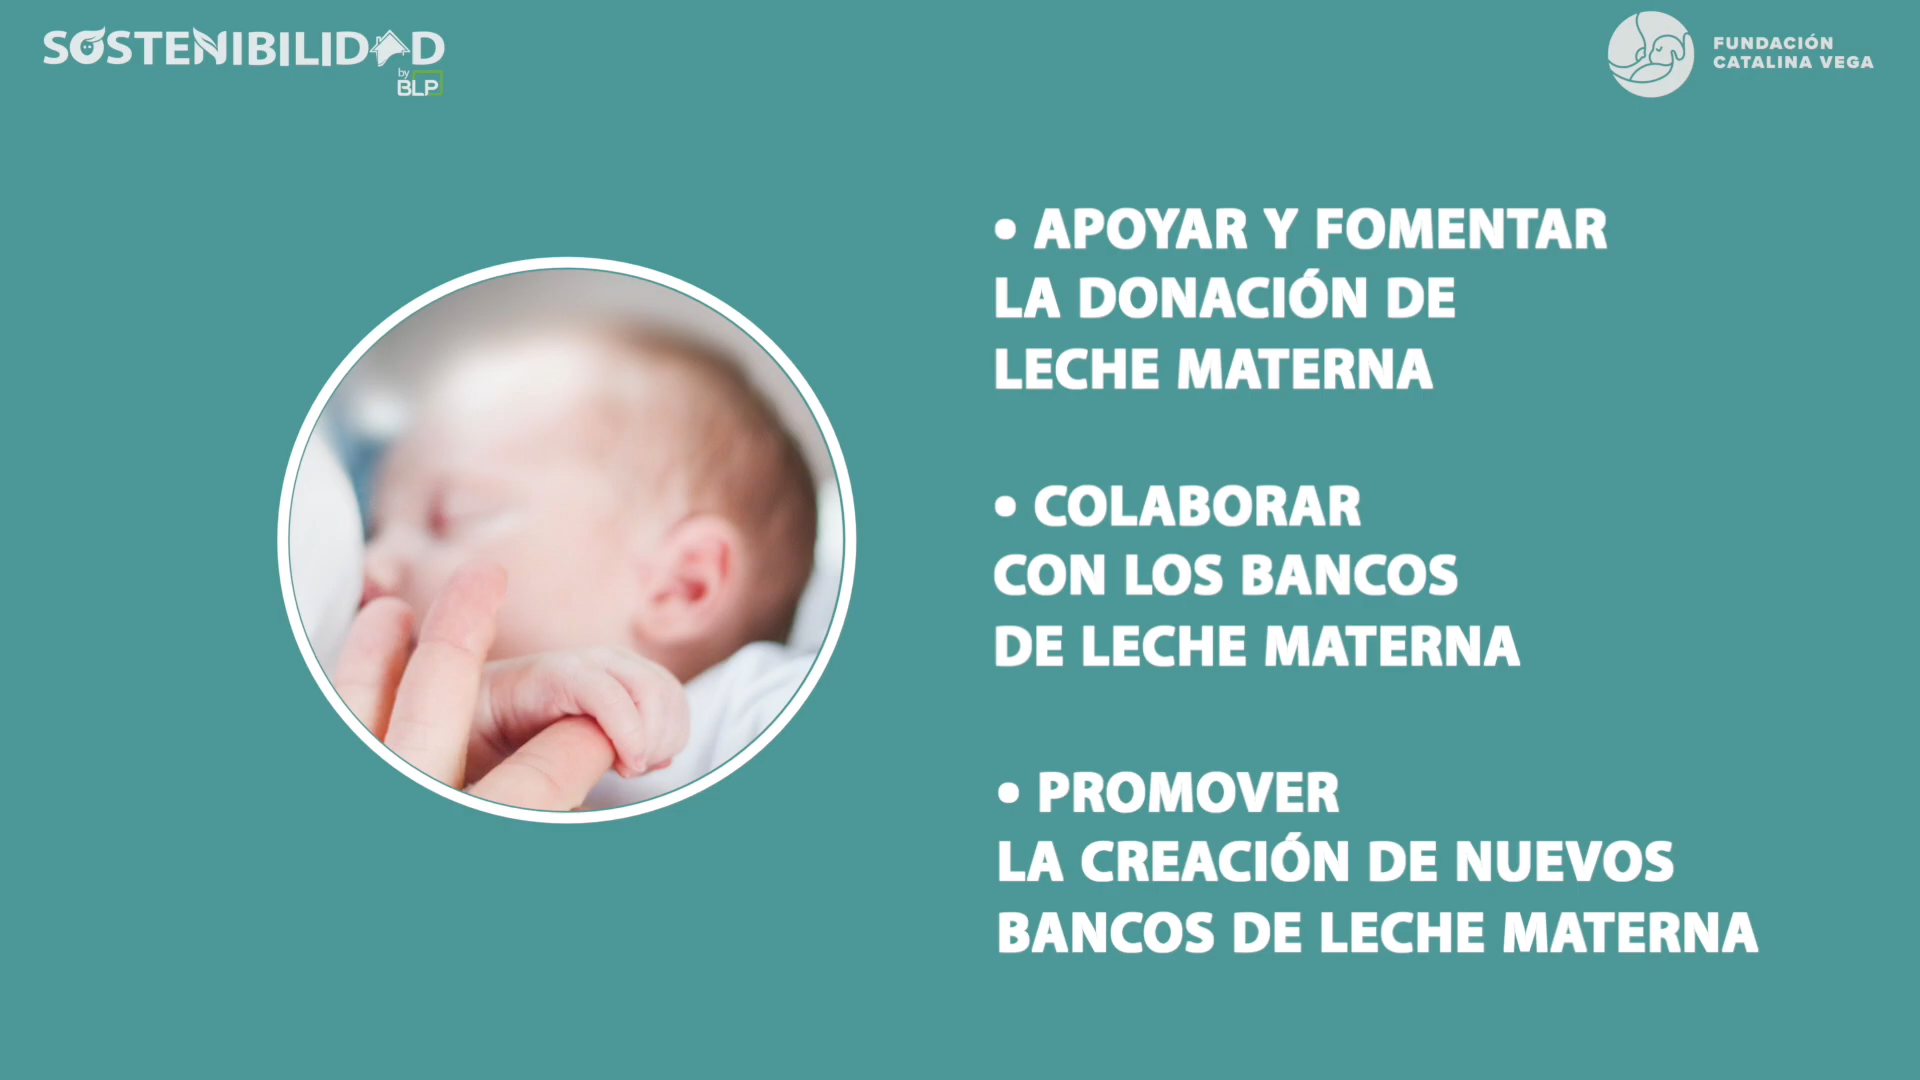 SOSTENIBILIDAD
by
BLP
FUNDACIÓN
CATALINA VEGA
• APOYAR Y FOMENTAR
LA DONACIÓN DE
LECHE MATERNA
• COLABORAR
CON LOS BANCOS
DE LECHE MATERNA
• PROMOVER
LA CREACIÓN DE NUEVOS
BANCOS DE LECHE MATERNA